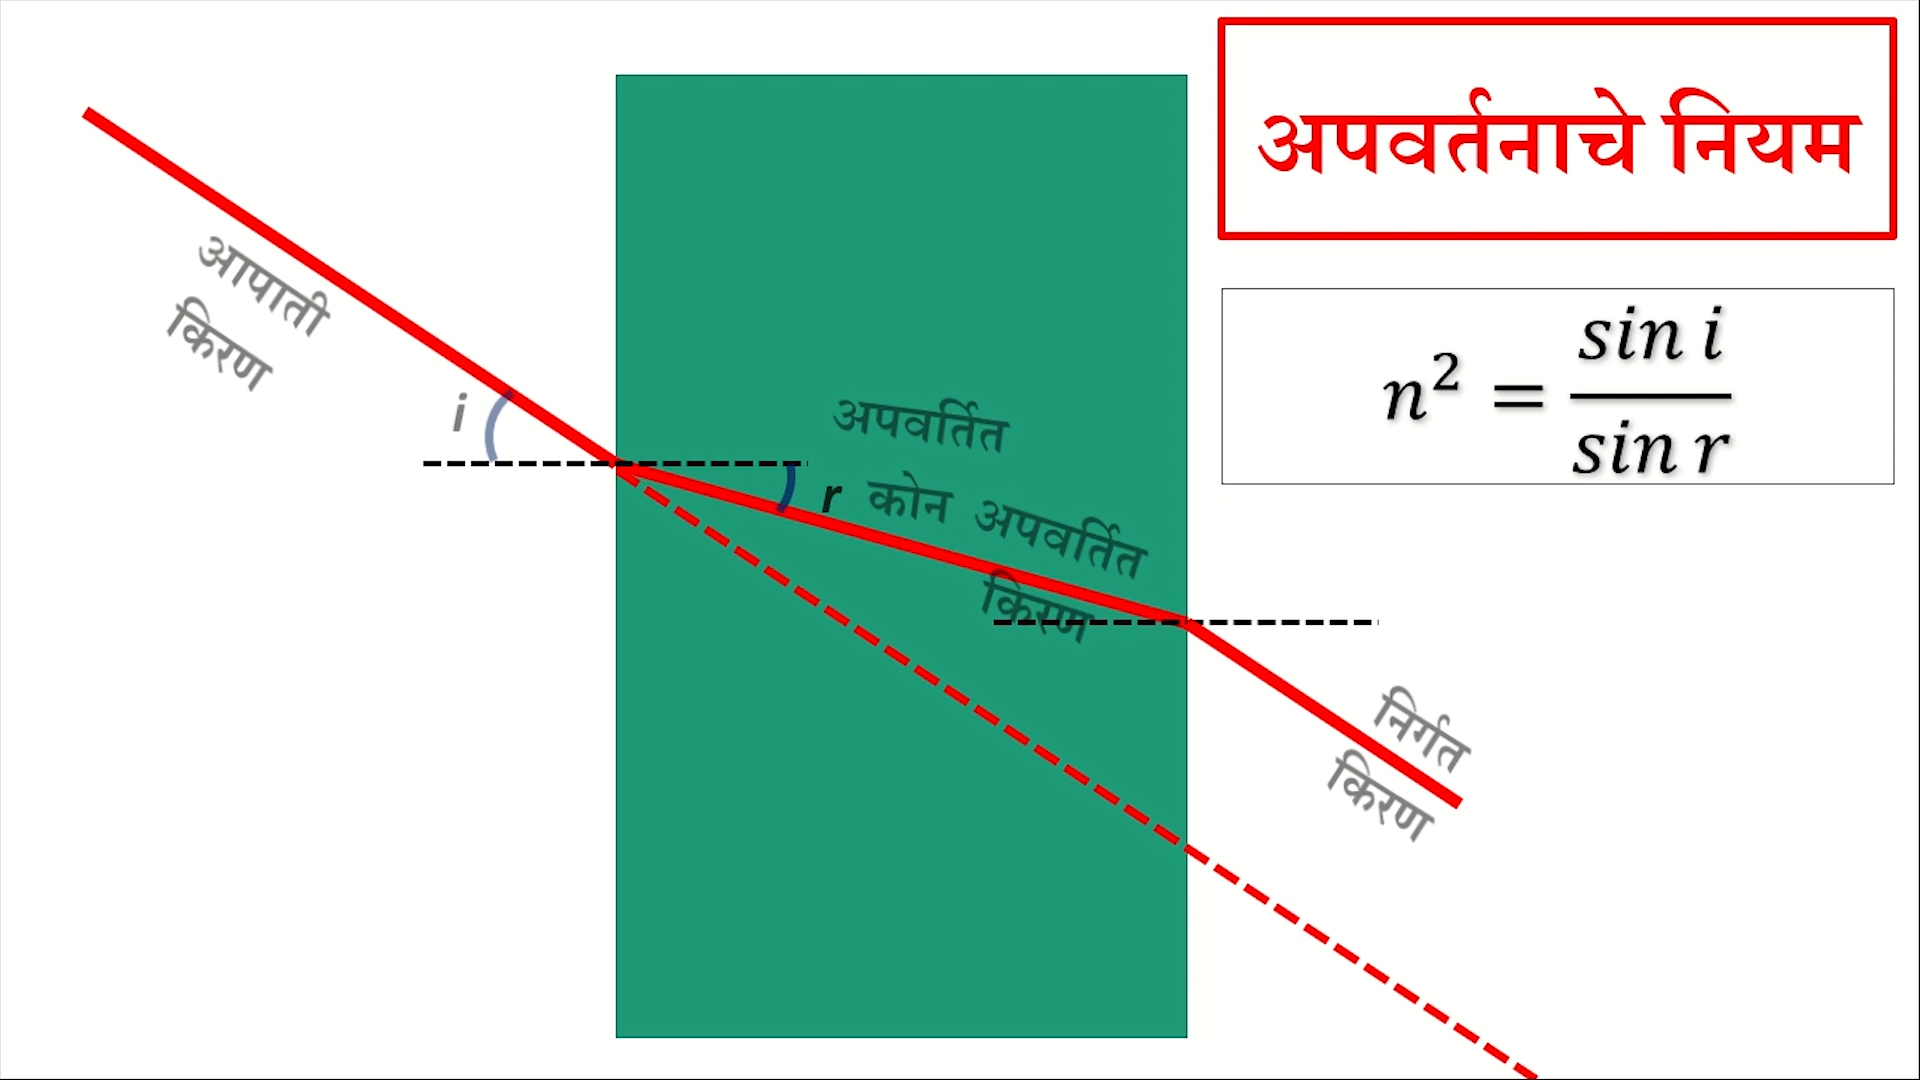 अपवर्तनाचे नियम
n² = sin i / sin r
आपाती
किरण
i
अपवर्तित
r कोन
अपवर्तित
किरण
निर्गत
किरण